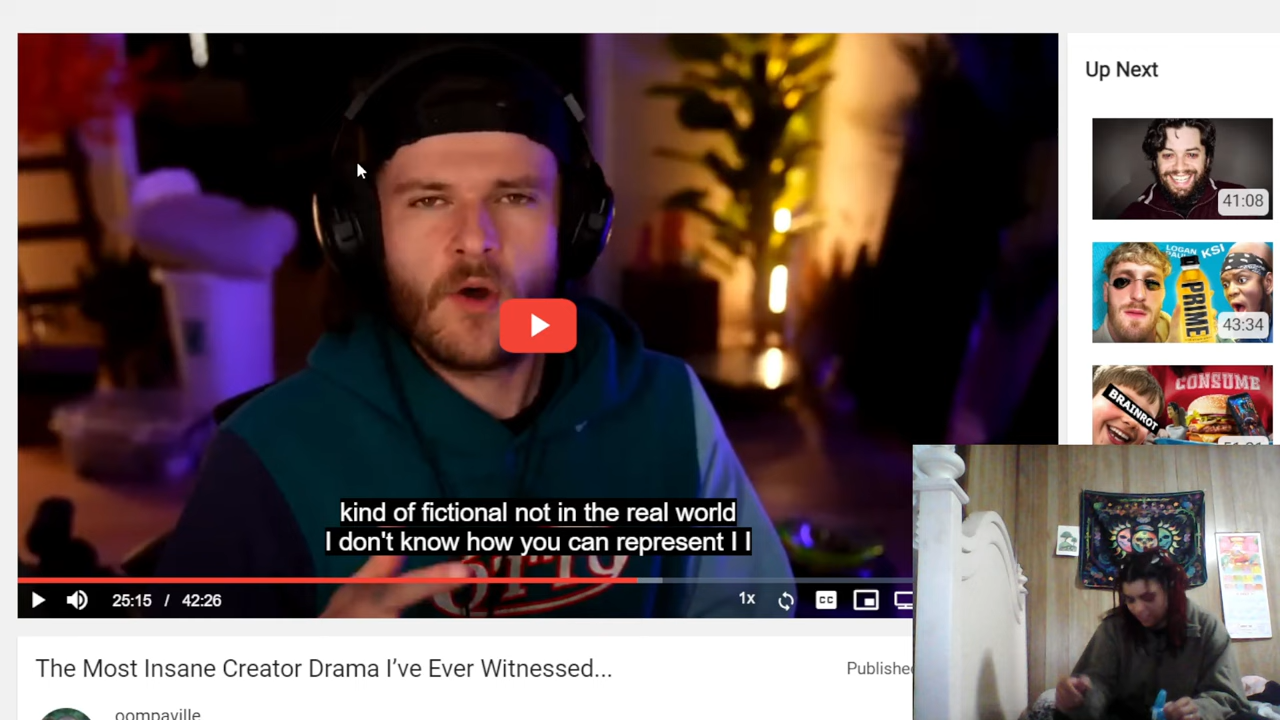 Up Next
41:08
LOGAN
PAUL
KSI
PRIME
43:34
CONSUME
BRAINROT
kind of fictional not in the real world
I don't know how you can represent I I
25:15 / 42:26
1x
CC
The Most Insane Creator Drama I’ve Ever Witnessed...
Published
oompaville